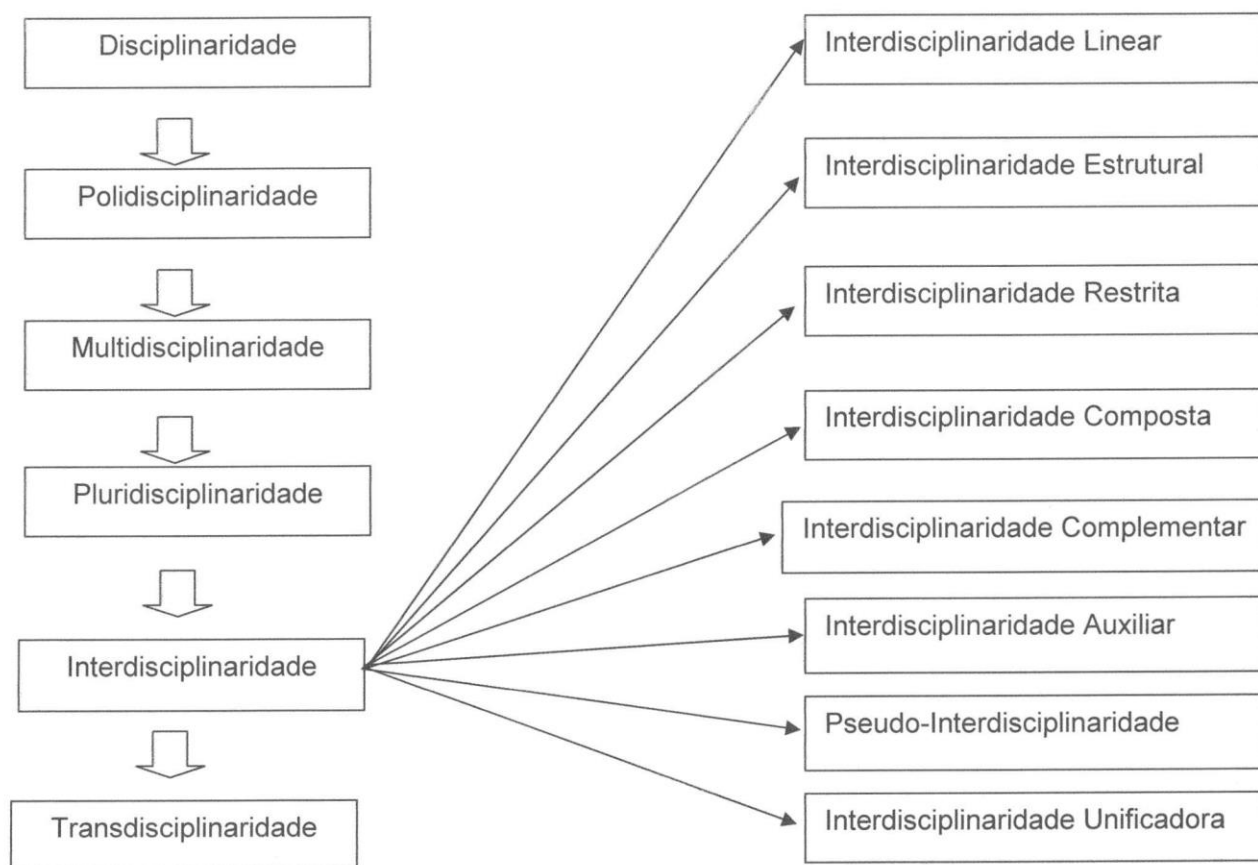 Disciplinaridade
Polidisciplinaridade
Multidisciplinaridade
Pluridisciplinaridade
Interdisciplinaridade
Transdisciplinaridade
Interdisciplinaridade Linear
Interdisciplinaridade Estrutural
Interdisciplinaridade Restrita
Interdisciplinaridade Composta
Interdisciplinaridade Complementar
Interdisciplinaridade Auxiliar
Pseudo-Interdisciplinaridade
Interdisciplinaridade Unificadora